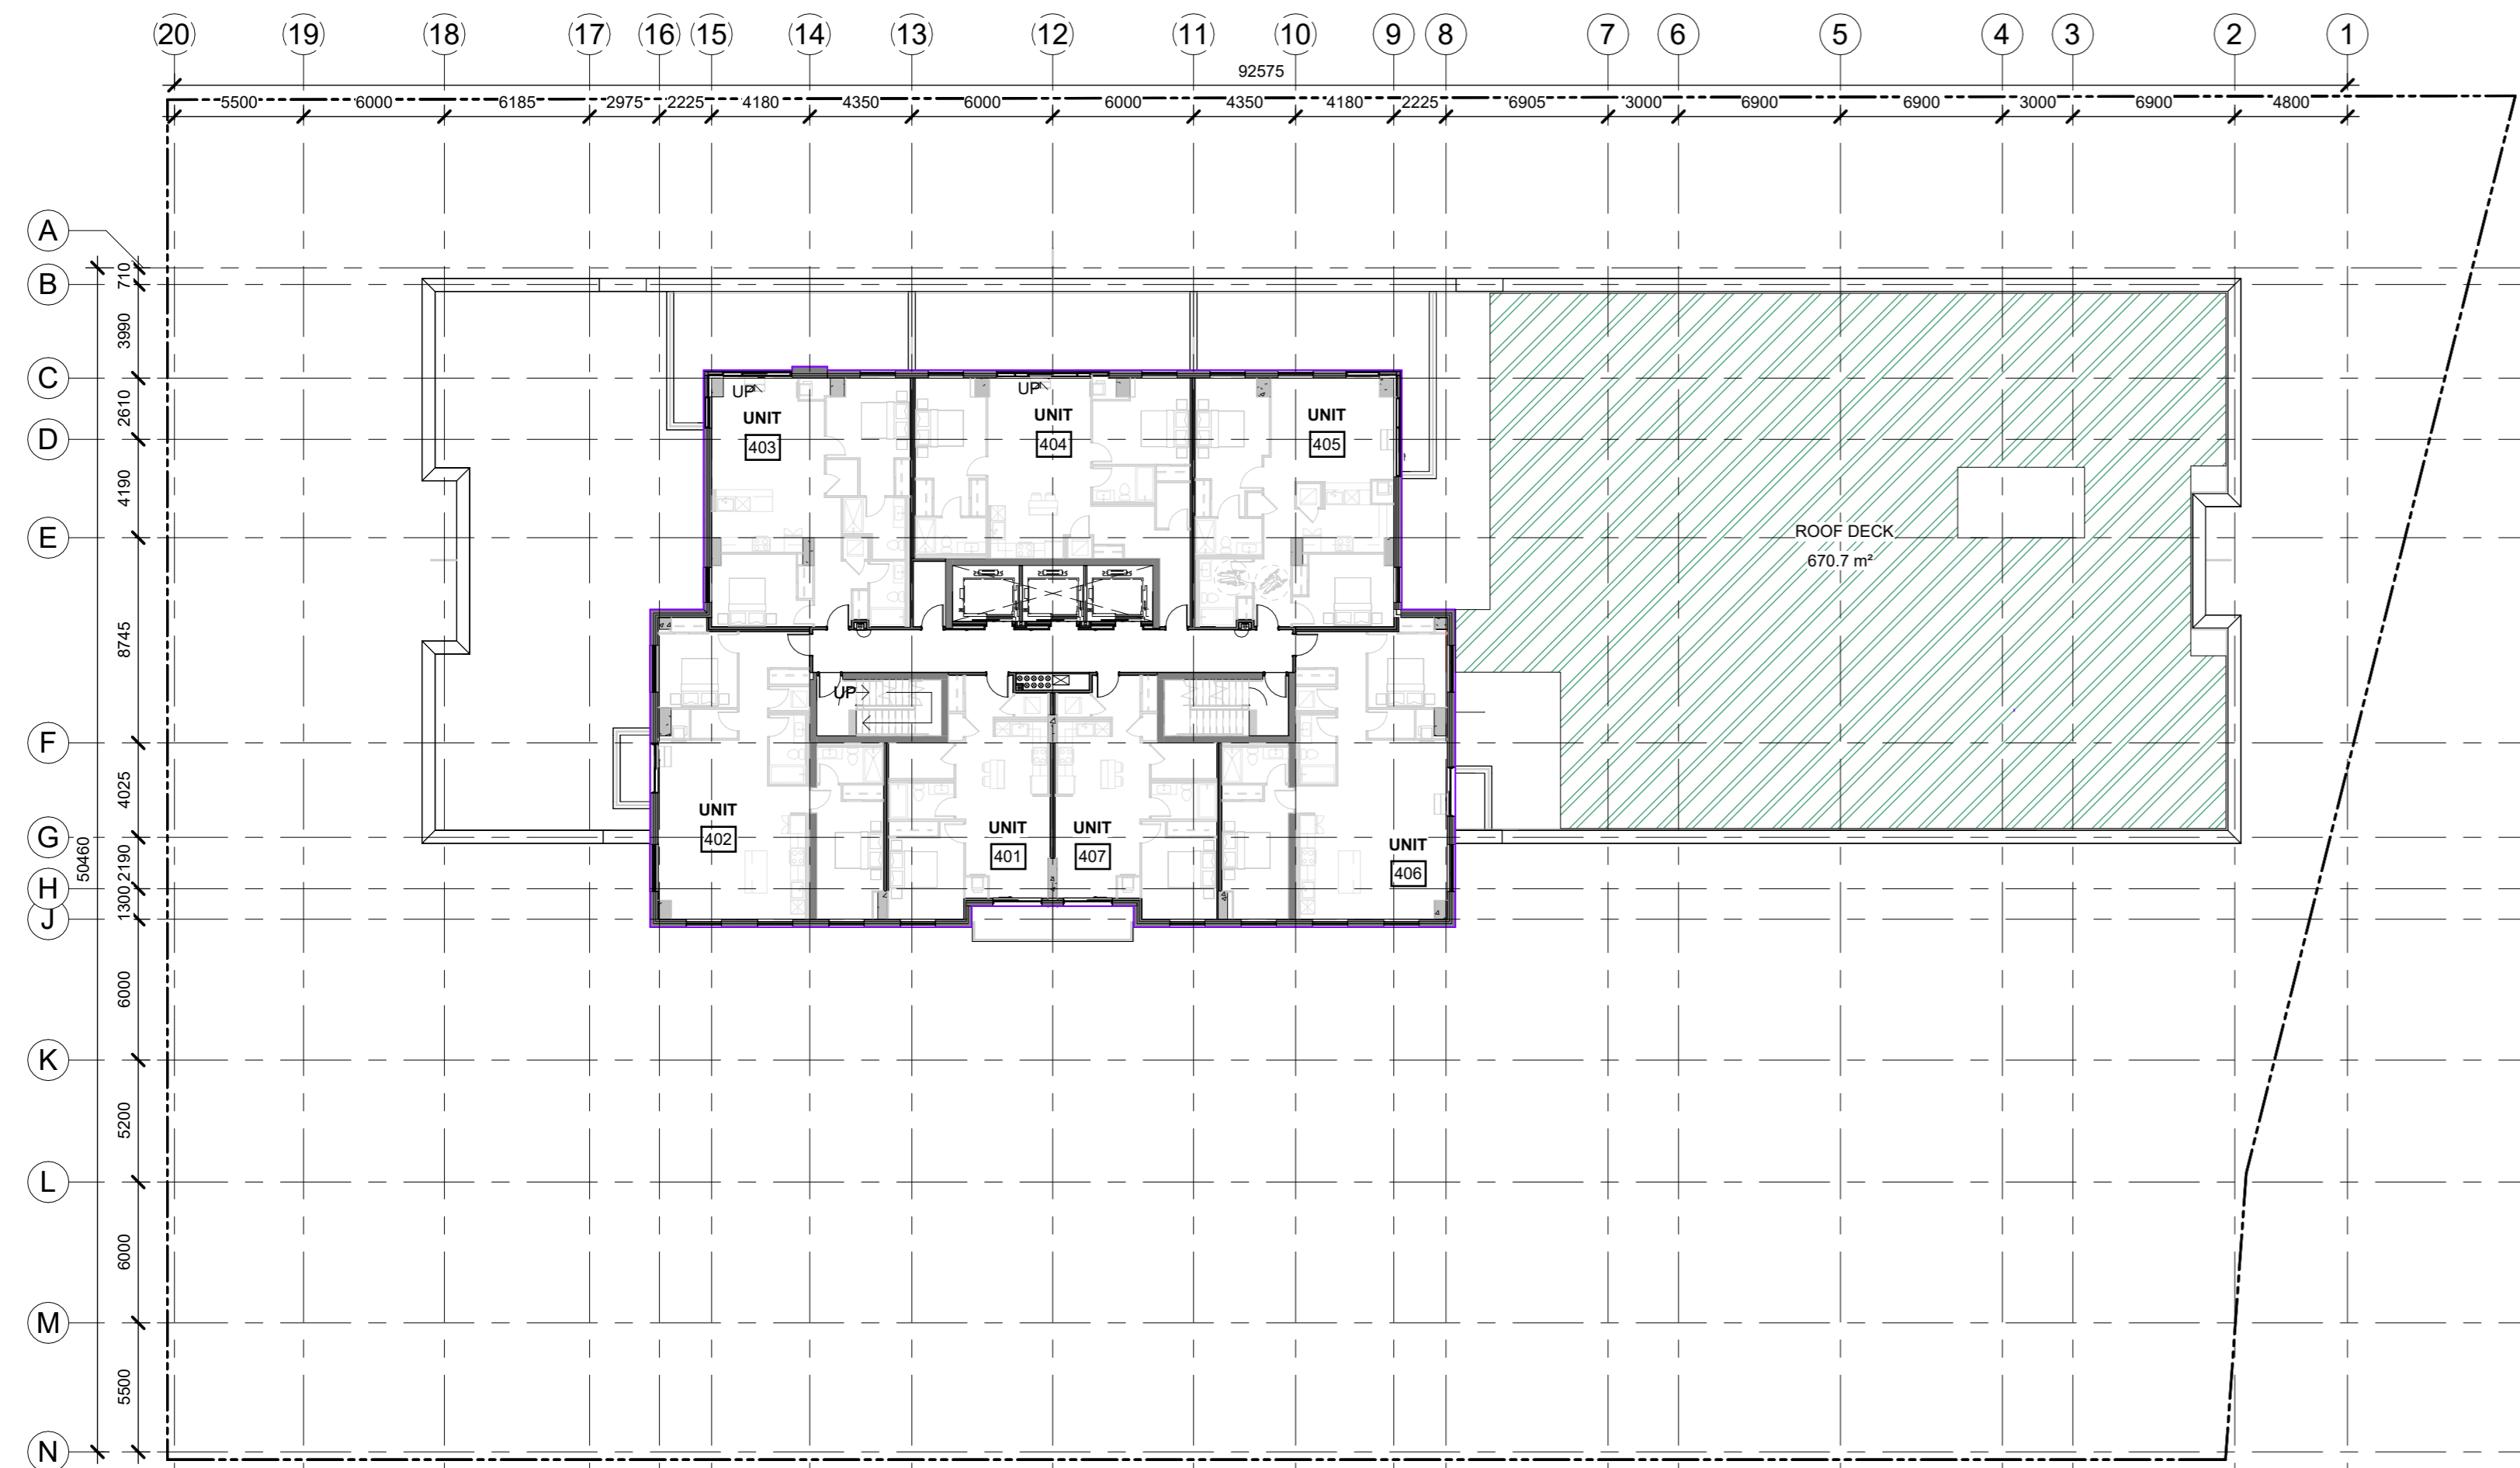 20 19 18 17 16 15 14 13 12 11 10 9 8 7 6 5 4 3 2 1
92575
5500 6000 6185 2975 2225 4180 4350 6000 6000 4350 4180 2225 6905 3000 6900 6900 3000 6900 4800
A
710
B
3990
C
2610
D
4190
E
8745
F
4025
G
50460
2190
H
1300
J
6000
K
5200
L
6000
M
5500
N
UP
UNIT
403
UP
UNIT
404
UNIT
405
ROOF DECK
670.7 m²
UP
UNIT
402
UNIT
401
UNIT
407
UNIT
406